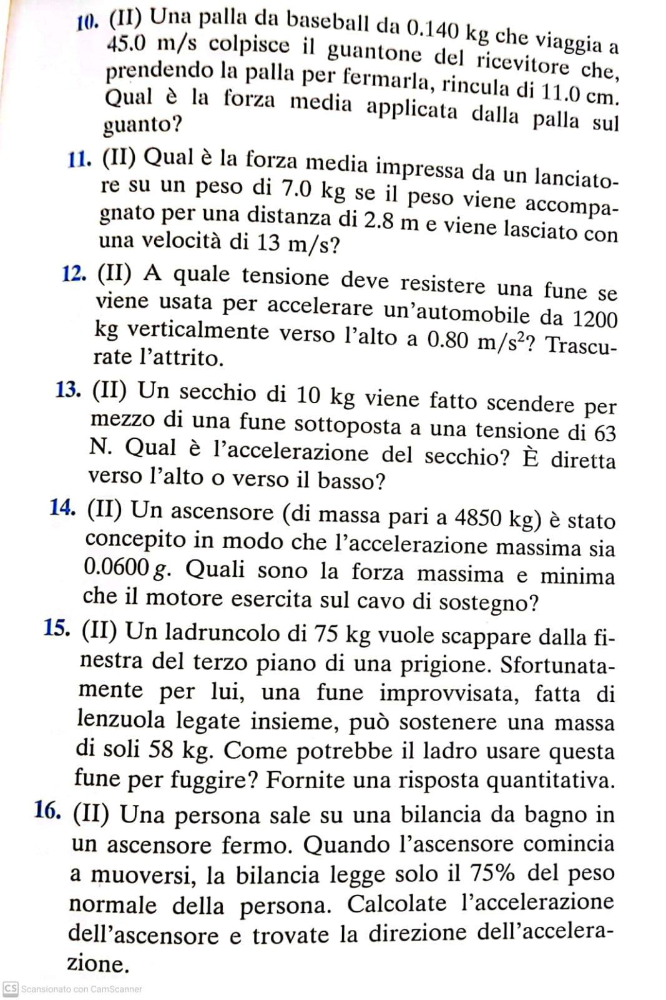 10. (II) Una palla da baseball da 0.140 kg che viaggia a
45.0 m/s colpisce il guantone del ricevitore che,
prendendo la palla per fermarla, rincula di 11.0 cm.
Qual è la forza media applicata dalla palla sul
guanto?
11. (II) Qual è la forza media impressa da un lanciato-
re su un peso di 7.0 kg se il peso viene accompa-
gnato per una distanza di 2.8 m e viene lasciato con
una velocità di 13 m/s?
12. (II) A quale tensione deve resistere una fune se
viene usata per accelerare un'automobile da 1200
kg verticalmente verso l'alto a 0.80 m/s²? Trascu-
rate l'attrito.
13. (II) Un secchio di 10 kg viene fatto scendere per
mezzo di una fune sottoposta a una tensione di 63
N. Qual è l'accelerazione del secchio? È diretta
verso l'alto o verso il basso?
14. (II) Un ascensore (di massa pari a 4850 kg) è stato
concepito in modo che l'accelerazione massima sia
0.0600 g. Quali sono la forza massima e minima
che il motore esercita sul cavo di sostegno?
15. (II) Un ladruncolo di 75 kg vuole scappare dalla fi-
nestra del terzo piano di una prigione. Sfortunata-
mente per lui, una fune improvvisata, fatta di
lenzuola legate insieme, può sostenere una massa
di soli 58 kg. Come potrebbe il ladro usare questa
fune per fuggire? Fornite una risposta quantitativa.
16. (II) Una persona sale su una bilancia da bagno in
un ascensore fermo. Quando l'ascensore comincia
a muoversi, la bilancia legge solo il 75% del peso
normale della persona. Calcolate l'accelerazione
dell'ascensore e trovate la direzione dell'accelera-
zione.
CS Scansionato con CamScanner